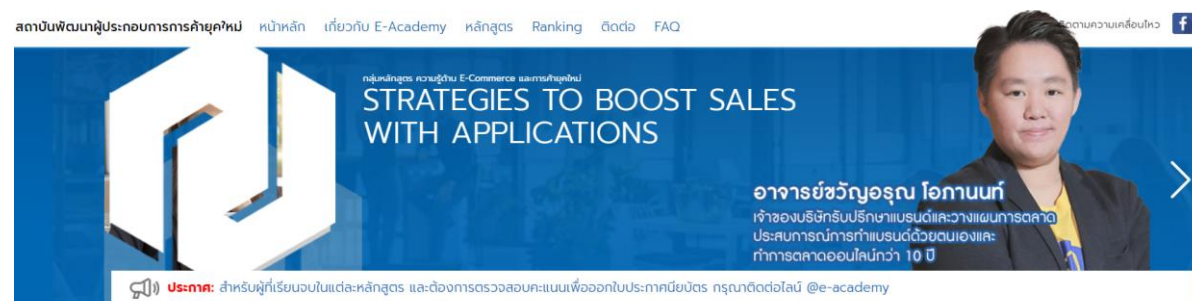 สถาบันพัฒนาผู้ประกอบการการค้ายุคใหม่ หน้าหลัก เกี่ยวกับ E-Academy หลักสูตร Ranking ติดต่อ FAQ ติดตามความเคลื่อนไหว f
กลุ่มหลักสูตร ความรู้ด้าน E-Commerce และการค้ายุคใหม่
STRATEGIES TO BOOST SALES
WITH APPLICATIONS
อาจารย์ขวัญอรุณ โอภานนท์
เจ้าของบริษัทรับปรึกษาแบรนด์และวางแผนการตลาด
ประสบการณ์การทำแบรนด์ด้วยตนเองและ
ทำการตลาดออนไลน์กว่า 10 ปี
ประกาศ: สำหรับผู้ที่เรียนจบในแต่ละหลักสูตร และต้องการตรวจสอบคะแนนเพื่อออกใบประกาศนียบัตร กรุณาติดต่อไลน์ @e-academy